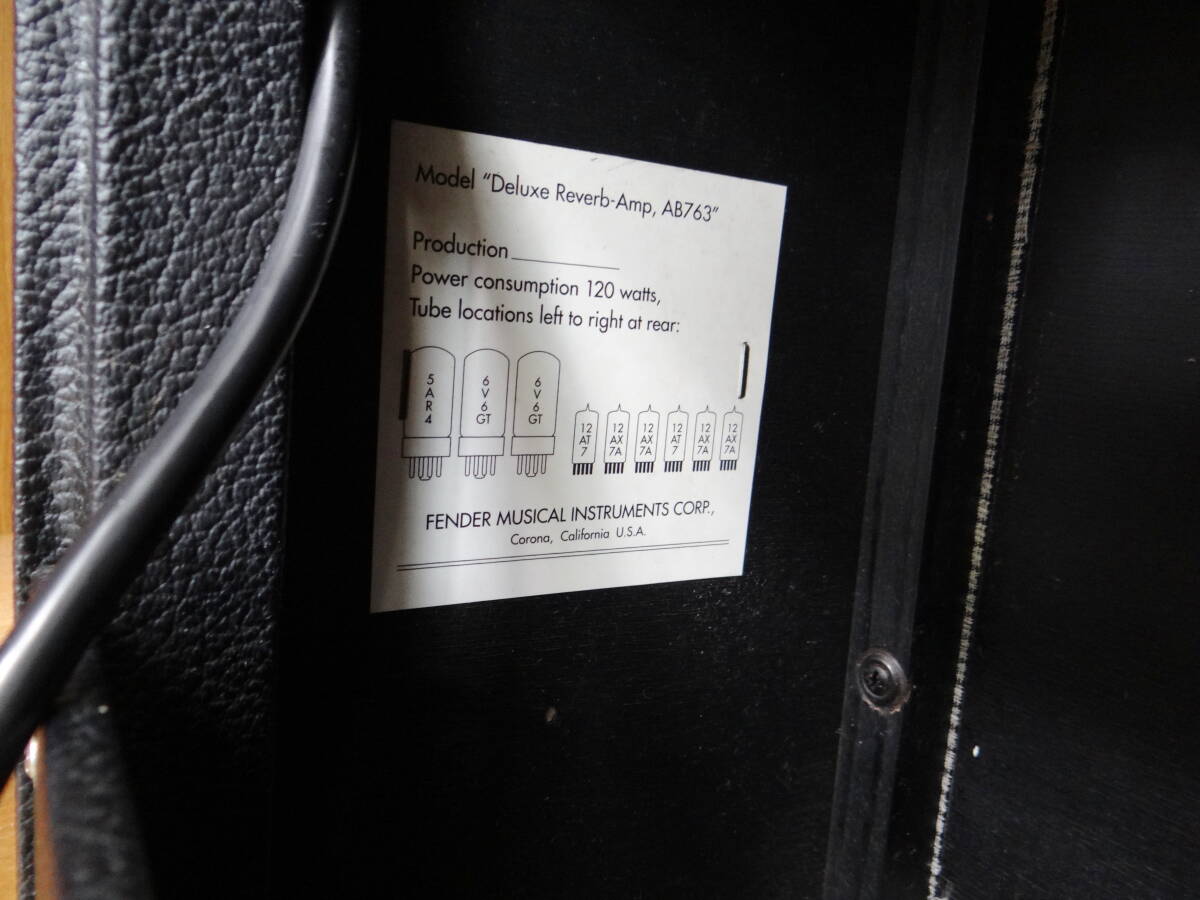 Model "Deluxe Reverb-Amp, AB763"
Production
Power consumption 120 watts,
Tube locations left to right at rear:
5AR4
6V6GT
6V6GT
12AT7
12AX7A
12AX7A
12AT7
12AX7A
12AX7A
FENDER MUSICAL INSTRUMENTS CORP.,
Corona, California U.S.A.